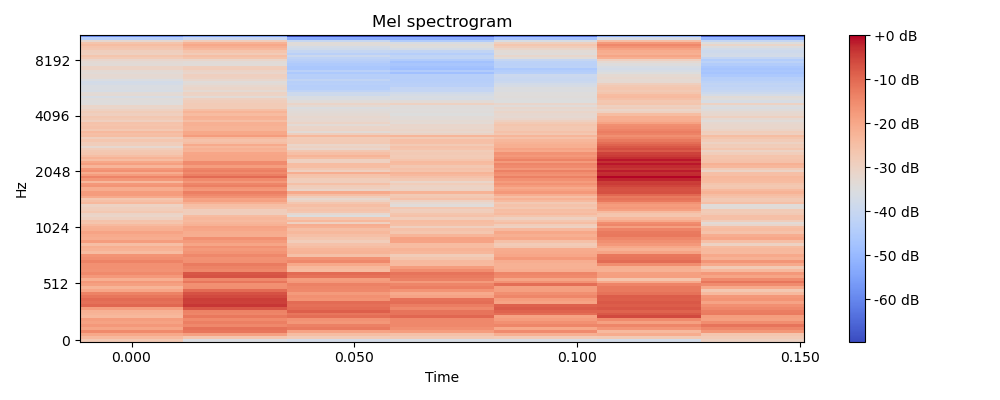 Mel spectrogram
8192
4096
2048
1024
512
0
Hz
0.000
0.050
0.100
0.150
Time
+0 dB
-10 dB
-20 dB
-30 dB
-40 dB
-50 dB
-60 dB